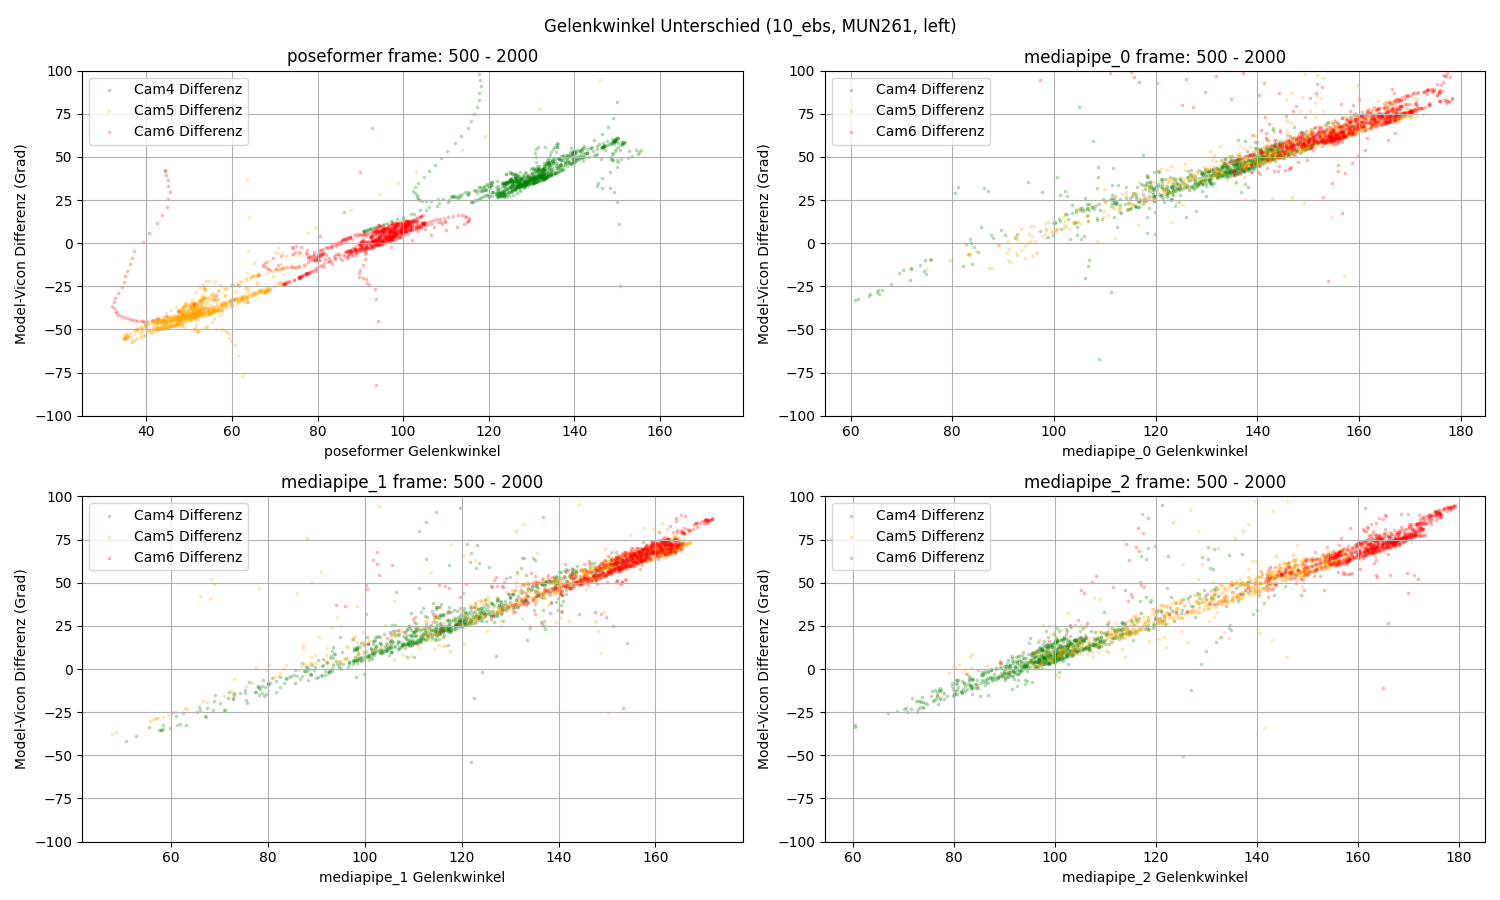 Gelenkwinkel Unterschied (10_ebs, MUN261, left)
poseformer frame: 500 - 2000
Cam4 Differenz
Cam5 Differenz
Cam6 Differenz
Model-Vicon Differenz (Grad)
100
75
50
25
0
−25
−50
−75
−100
40 60 80 100 120 140 160
poseformer Gelenkwinkel
mediapipe_0 frame: 500 - 2000
Cam4 Differenz
Cam5 Differenz
Cam6 Differenz
Model-Vicon Differenz (Grad)
100
75
50
25
0
−25
−50
−75
−100
60 80 100 120 140 160 180
mediapipe_0 Gelenkwinkel
mediapipe_1 frame: 500 - 2000
Cam4 Differenz
Cam5 Differenz
Cam6 Differenz
Model-Vicon Differenz (Grad)
100
75
50
25
0
−25
−50
−75
−100
60 80 100 120 140 160
mediapipe_1 Gelenkwinkel
mediapipe_2 frame: 500 - 2000
Cam4 Differenz
Cam5 Differenz
Cam6 Differenz
Model-Vicon Differenz (Grad)
100
75
50
25
0
−25
−50
−75
−100
60 80 100 120 140 160 180
mediapipe_2 Gelenkwinkel